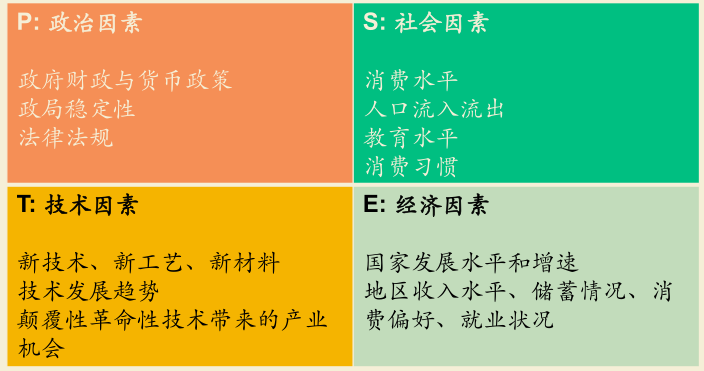 P: 政治因素
政府财政与货币政策
政局稳定性
法律法规
S: 社会因素
消费水平
人口流入流出
教育水平
消费习惯
T: 技术因素
新技术、新工艺、新材料
技术发展趋势
颠覆性革命性技术带来的产业
机会
E: 经济因素
国家发展水平和增速
地区收入水平、储蓄情况、消
费偏好、就业状况